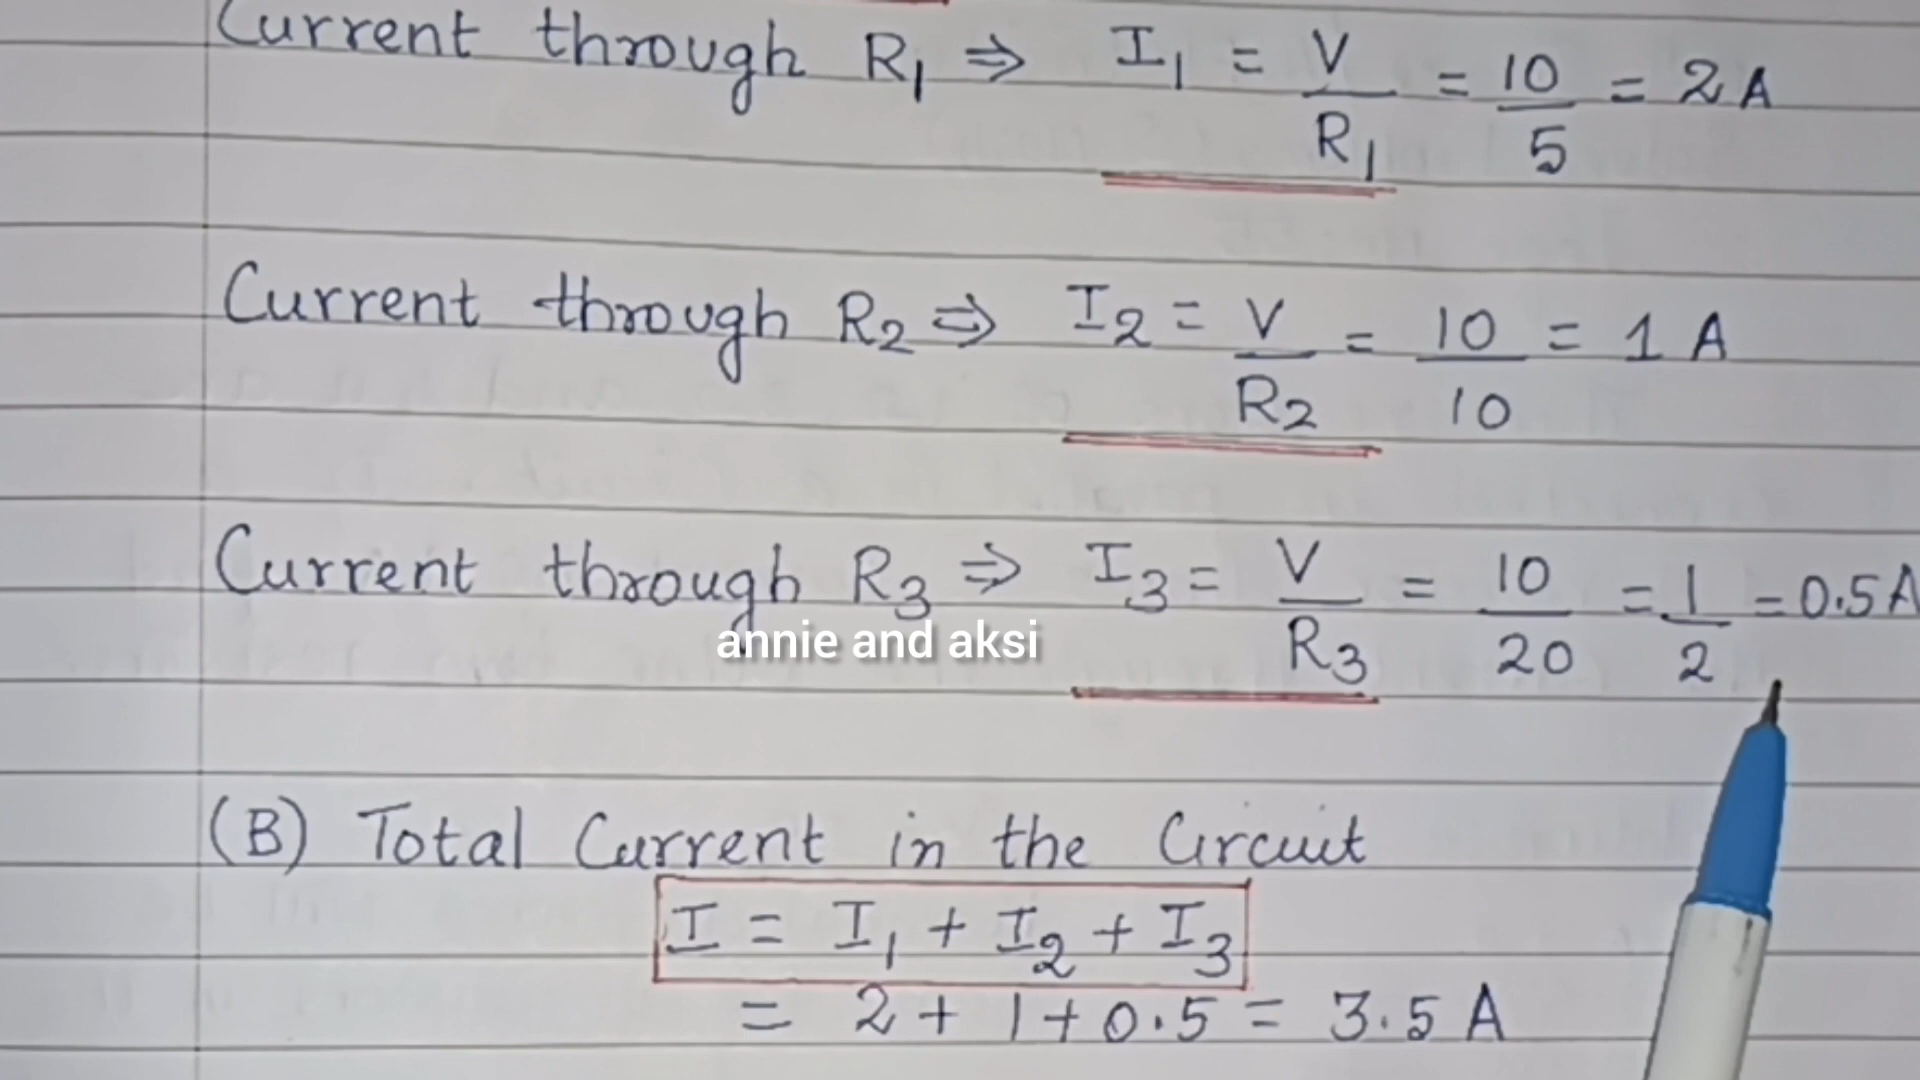 Current through R₁ ⇒ I₁ = V/R₁ = 10/5 = 2 A
Current through R₂ ⇒ I₂ = V/R₂ = 10/10 = 1 A
Current through R₃ ⇒ I₃ = V/R₃ = 10/20 = 1/2 = 0.5 A
annie and aksi
(B) Total Current in the Circuit
I = I₁ + I₂ + I₃
= 2 + 1 + 0.5 = 3.5 A